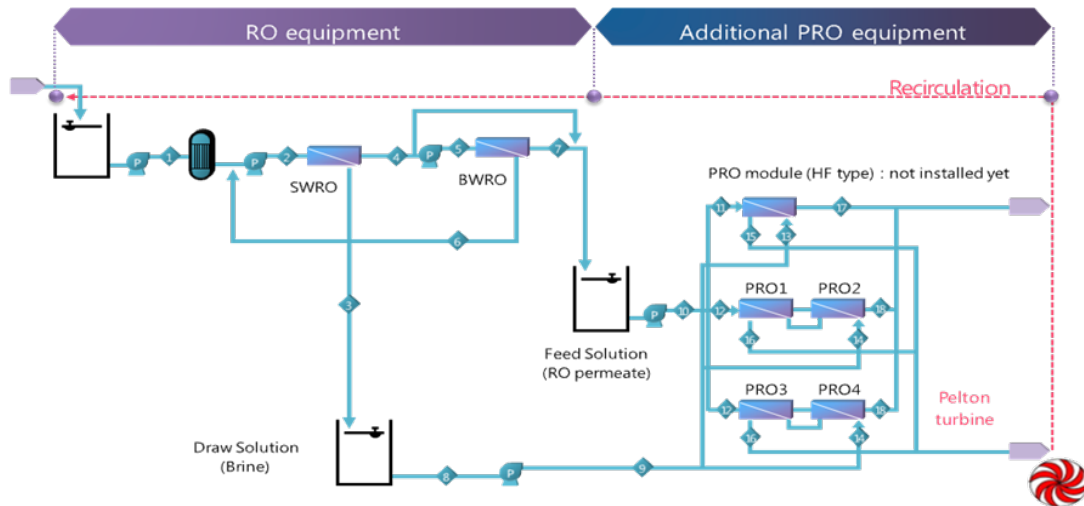 RO equipment
Additional PRO equipment
Recirculation
P
1
P
2
SWRO
4
P
5
BWRO
7
6
3
PRO module (HF type) : not installed yet
11
17
15
13
PRO1
PRO2
P
10
12
18
16
14
Feed Solution
(RO permeate)
PRO3
PRO4
12
18
16
14
Pelton
turbine
Draw Solution
(Brine)
8
P
9